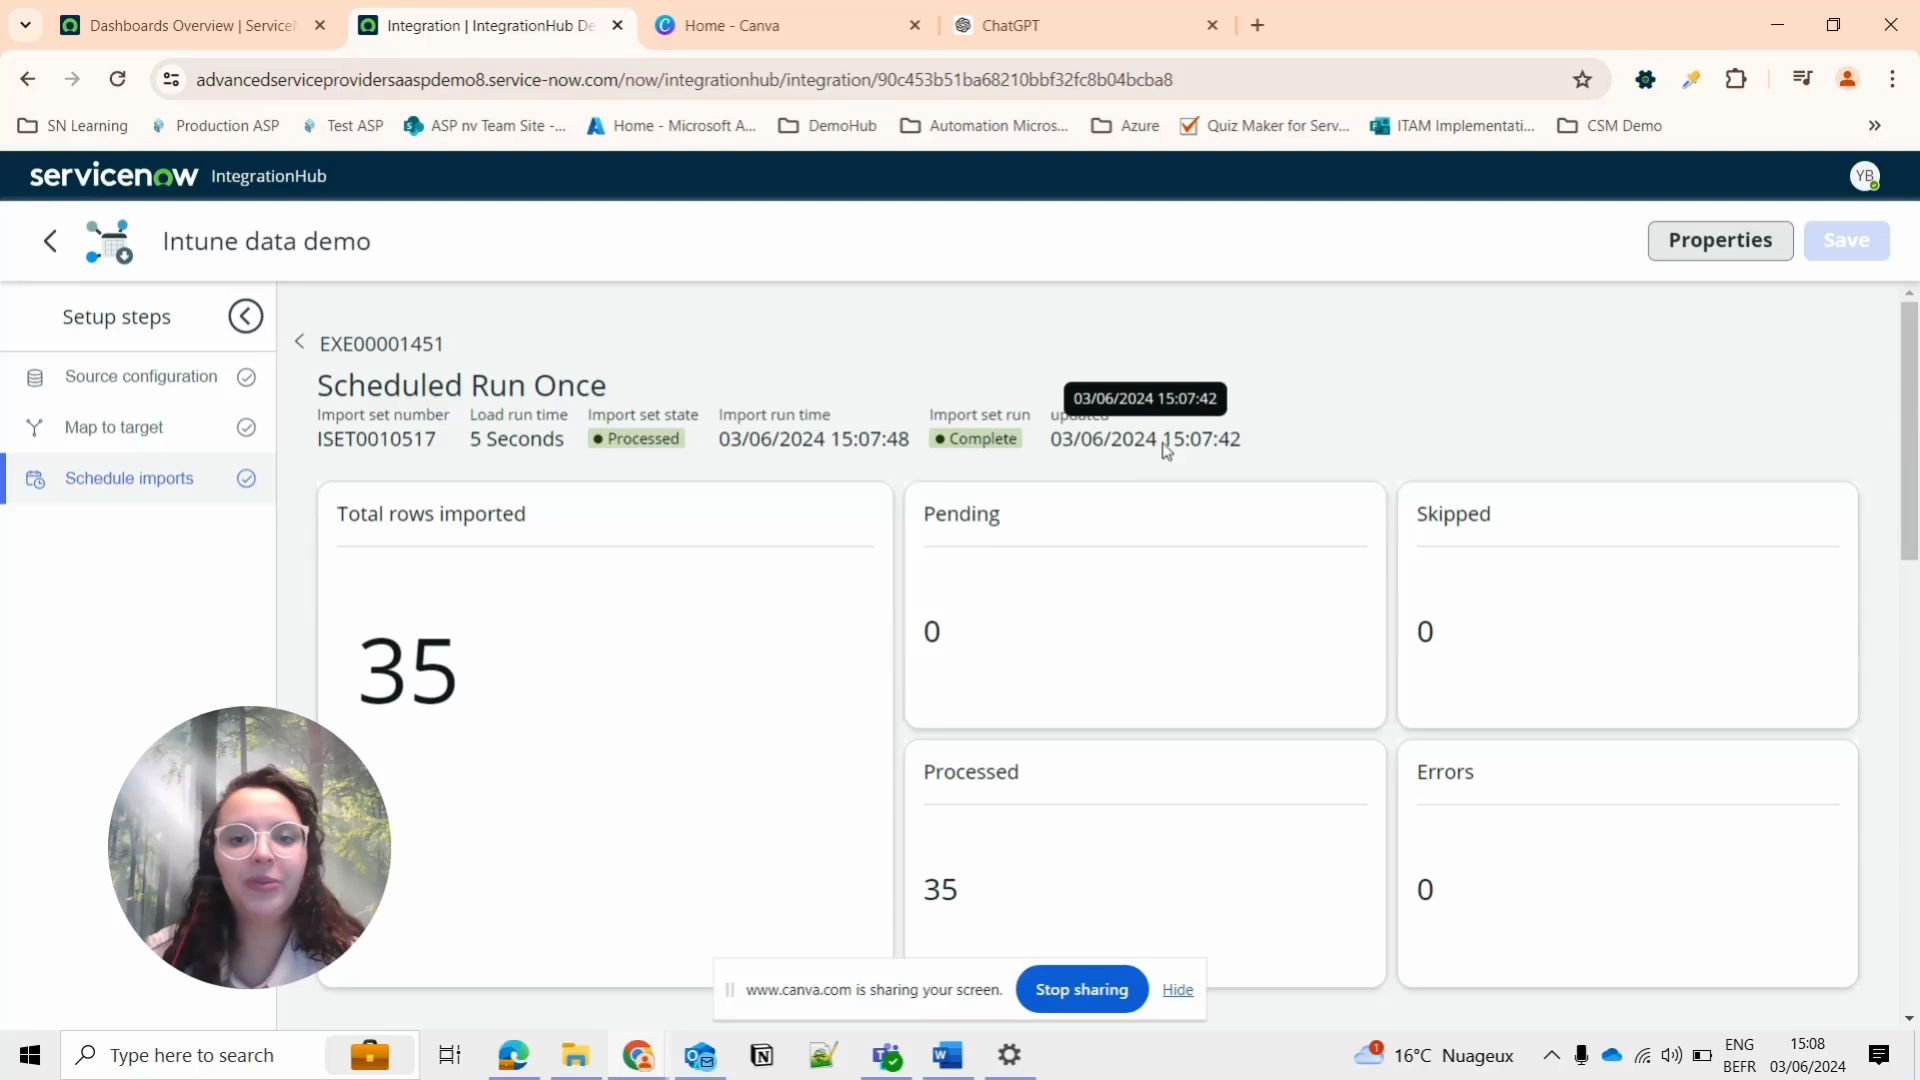 Dashboards Overview | Service
Integration | IntegrationHub De
Home - Canva
ChatGPT
advancedserviceprovidersaaspdemo8.service-now.com/now/integrationhub/integration/90c453b51ba68210bbf32fc8b04bcba8
SN Learning
Production ASP
Test ASP
ASP nv Team Site -...
Home - Microsoft A...
DemoHub
Automation Micros...
Azure
Quiz Maker for Serv...
ITAM Implementati...
CSM Demo
servicenow IntegrationHub
YB
Intune data demo
Properties
Save
Setup steps
Source configuration
Map to target
Schedule imports
EXE00001451
Scheduled Run Once
03/06/2024 15:07:42
Import set number
ISET0010517
Load run time
5 Seconds
Import set state
Processed
Import run time
03/06/2024 15:07:48
Import set run
Complete
updated
03/06/2024 15:07:42
Total rows imported
35
Pending
0
Skipped
0
Processed
35
Errors
0
www.canva.com is sharing your screen.
Stop sharing
Hide
Type here to search
1
16°C Nuageux
ENG
BEFR
15:08
03/06/2024